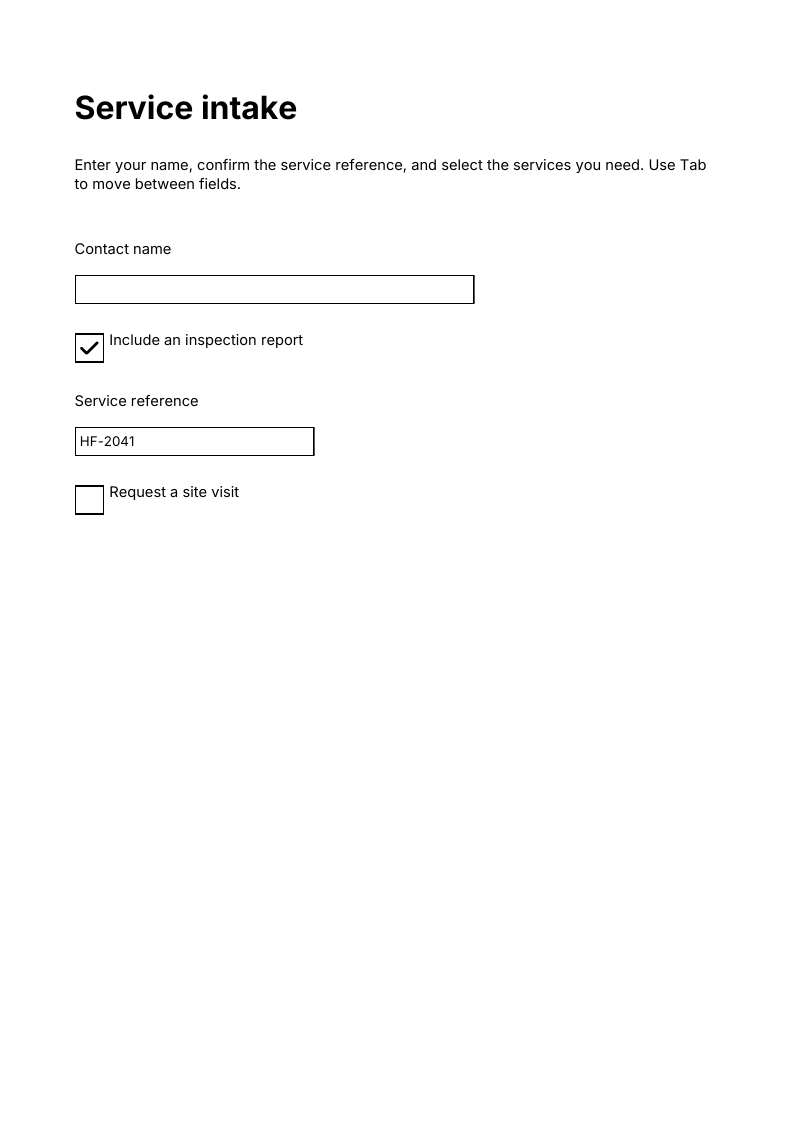 Service intake
Enter your name, confirm the service reference, and select the services you need. Use Tab
to move between fields.
Contact name
Include an inspection report
Service reference
HF-2041
Request a site visit